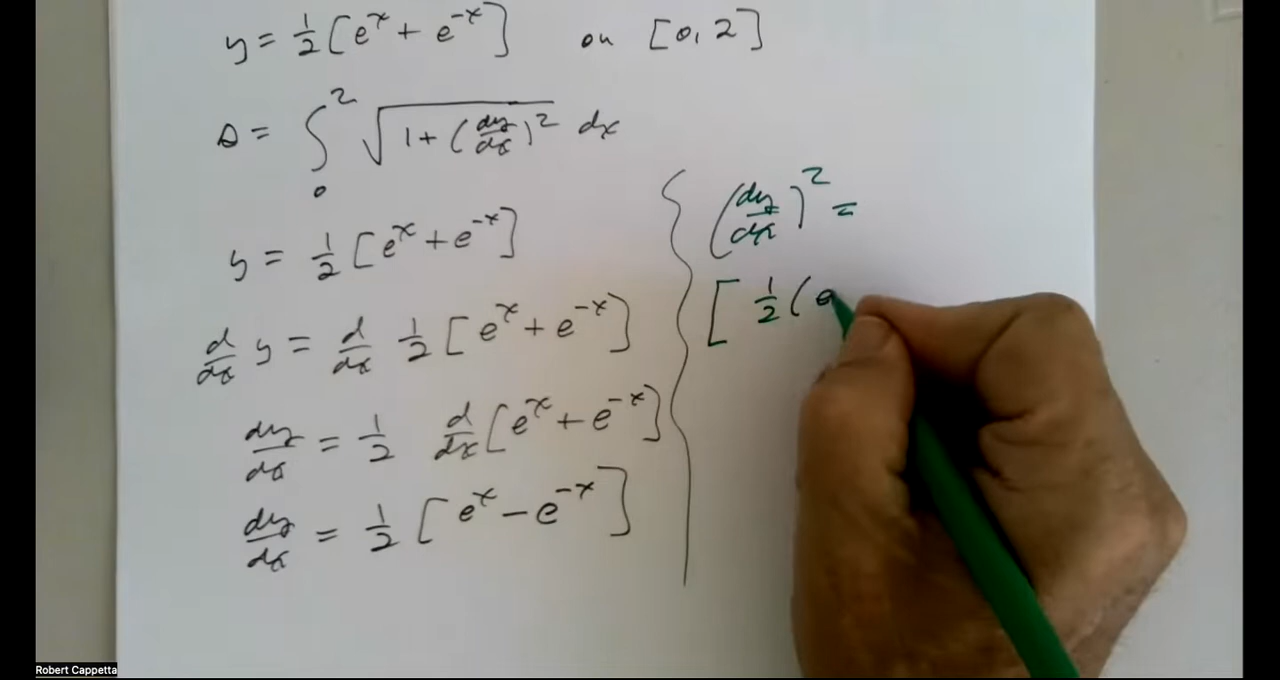 y = 1/2 [e^x + e^-x] on [0, 2]
s = ∫_0^2 √(1 + (dy/dx)^2) dx
y = 1/2 [e^x + e^-x]
d/dx y = d/dx 1/2 [e^x + e^-x]
dy/dx = 1/2 d/dx [e^x + e^-x]
dy/dx = 1/2 [e^x - e^-x]
(dy/dx)^2 =
[ 1/2 ( e
Robert Cappetta